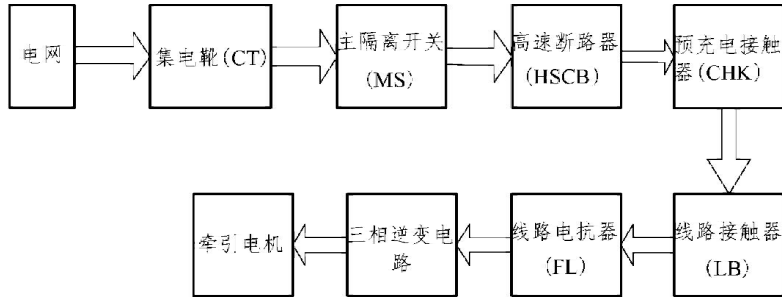 电网
集电靴(CT)
主隔离开关
(MS)
高速断路器
(HSCB)
预充电接触
器(CHK)
线路接触器
(LB)
线路电抗器
(FL)
三相逆变电
路
牵引电机